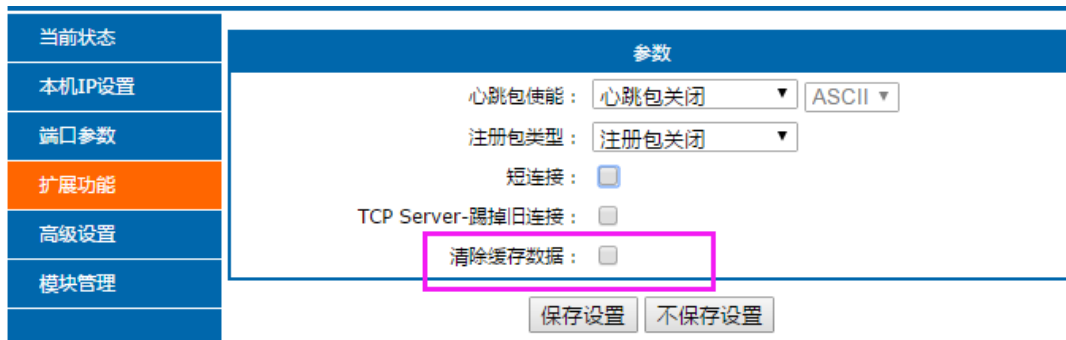 当前状态
本机IP设置
端口参数
扩展功能
高级设置
模块管理
参数
心跳包使能： 心跳包关闭 ASCII
注册包类型： 注册包关闭
短连接：
TCP Server-踢掉旧连接：
清除缓存数据：
保存设置 不保存设置